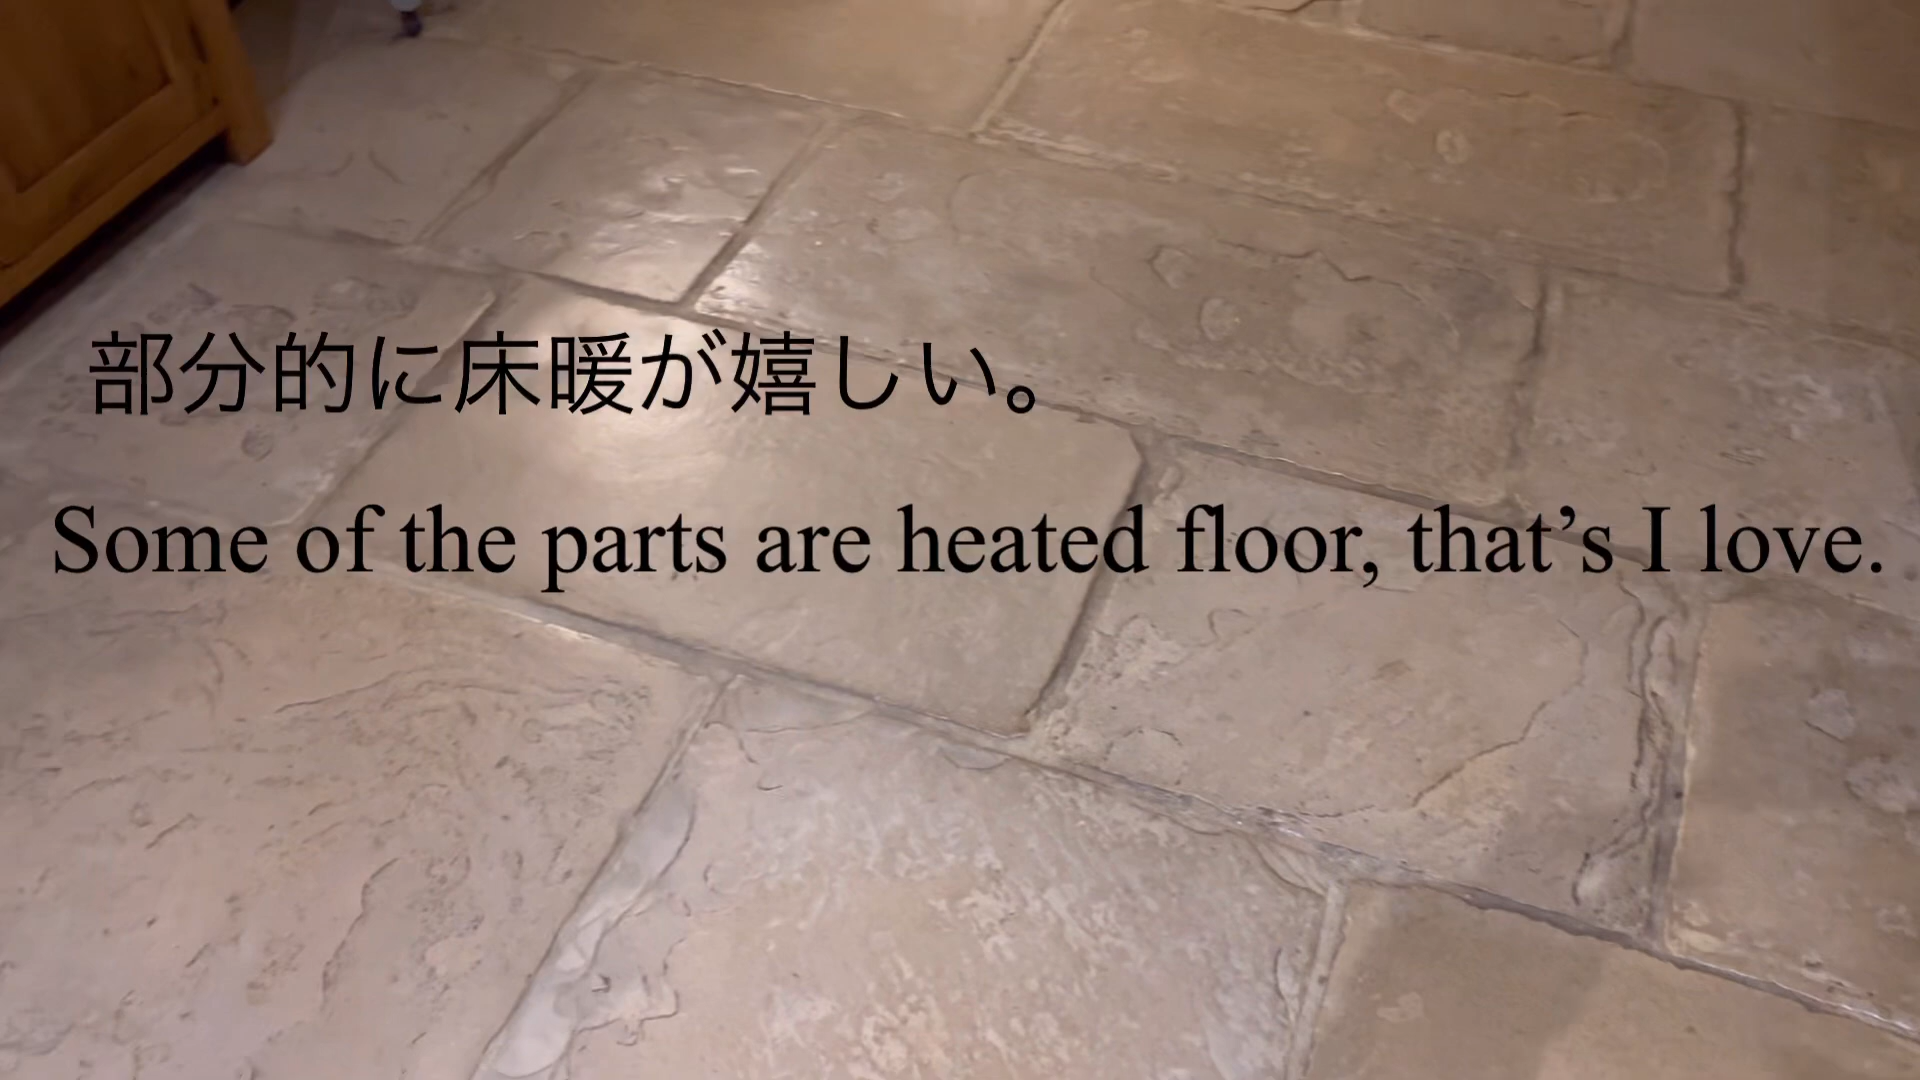 部分的に床暖が嬉しい。
Some of the parts are heated floor, that’s I love.